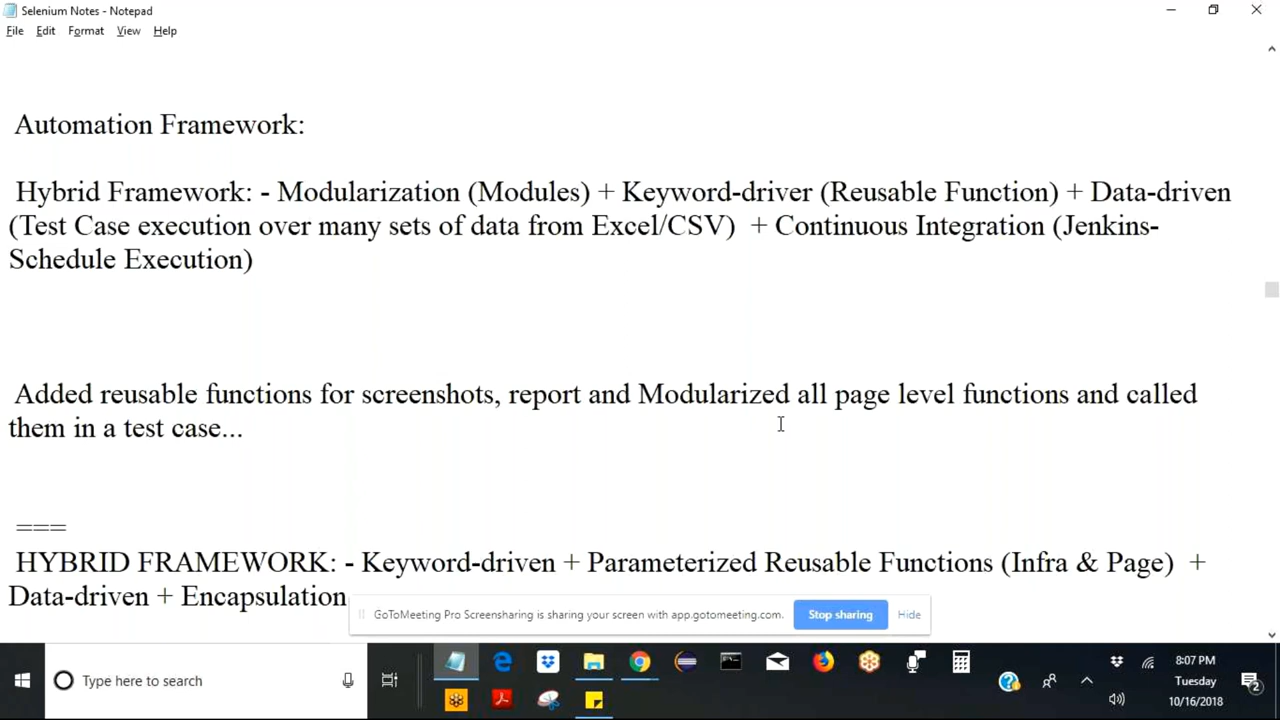 Selenium Notes - Notepad
File Edit Format View Help
Automation Framework:
Hybrid Framework: - Modularization (Modules) + Keyword-driver (Reusable Function) + Data-driven
(Test Case execution over many sets of data from Excel/CSV)  + Continuous Integration (Jenkins-
Schedule Execution)
Added reusable functions for screenshots, report and Modularized all page level functions and called
them in a test case...
===
HYBRID FRAMEWORK: - Keyword-driven + Parameterized Reusable Functions (Infra & Page)  +
Data-driven + Encapsulation
GoToMeeting Pro Screensharing is sharing your screen with app.gotomeeting.com. Stop sharing Hide
Type here to search
8:07 PM
Tuesday
10/16/2018
2